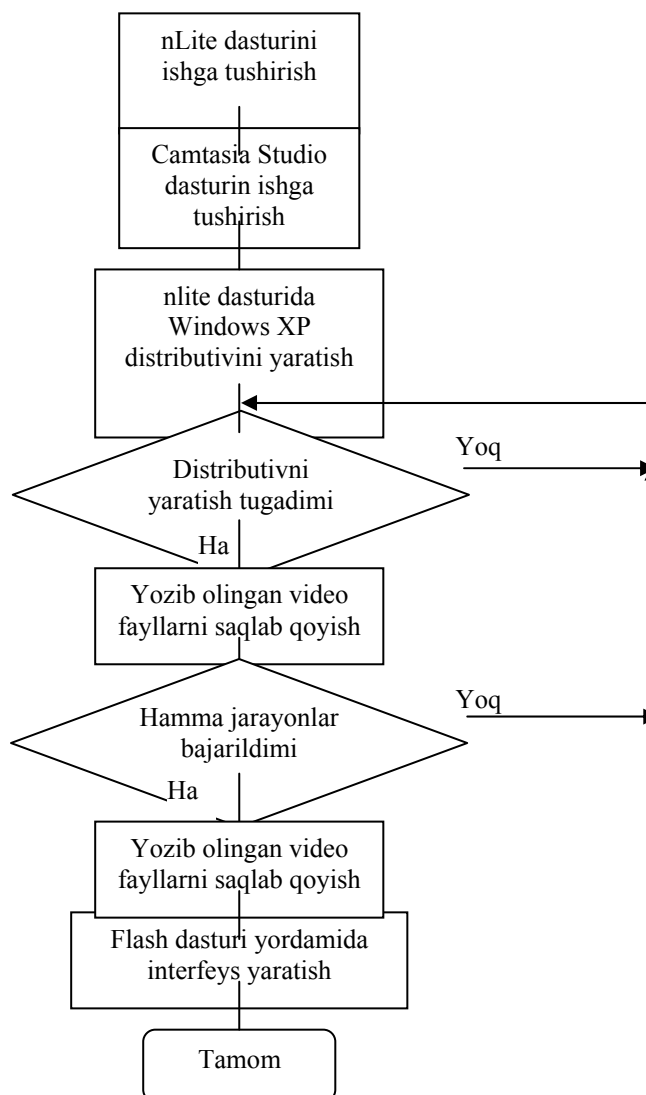 nLite dasturini
ishga tushirish
Camtasia Studio
dasturin ishga
tushirish
nlite dasturida
Windows XP
distributivini yaratish
Yoq
Distributivni
yaratish tugadimi
Ha
Yozib olingan video
fayllarni saqlab qoyish
Yoq
Hamma jarayonlar
bajarildimi
Ha
Yozib olingan video
fayllarni saqlab qoyish
Flash dasturi yordamida
interfeys yaratish
Tamom